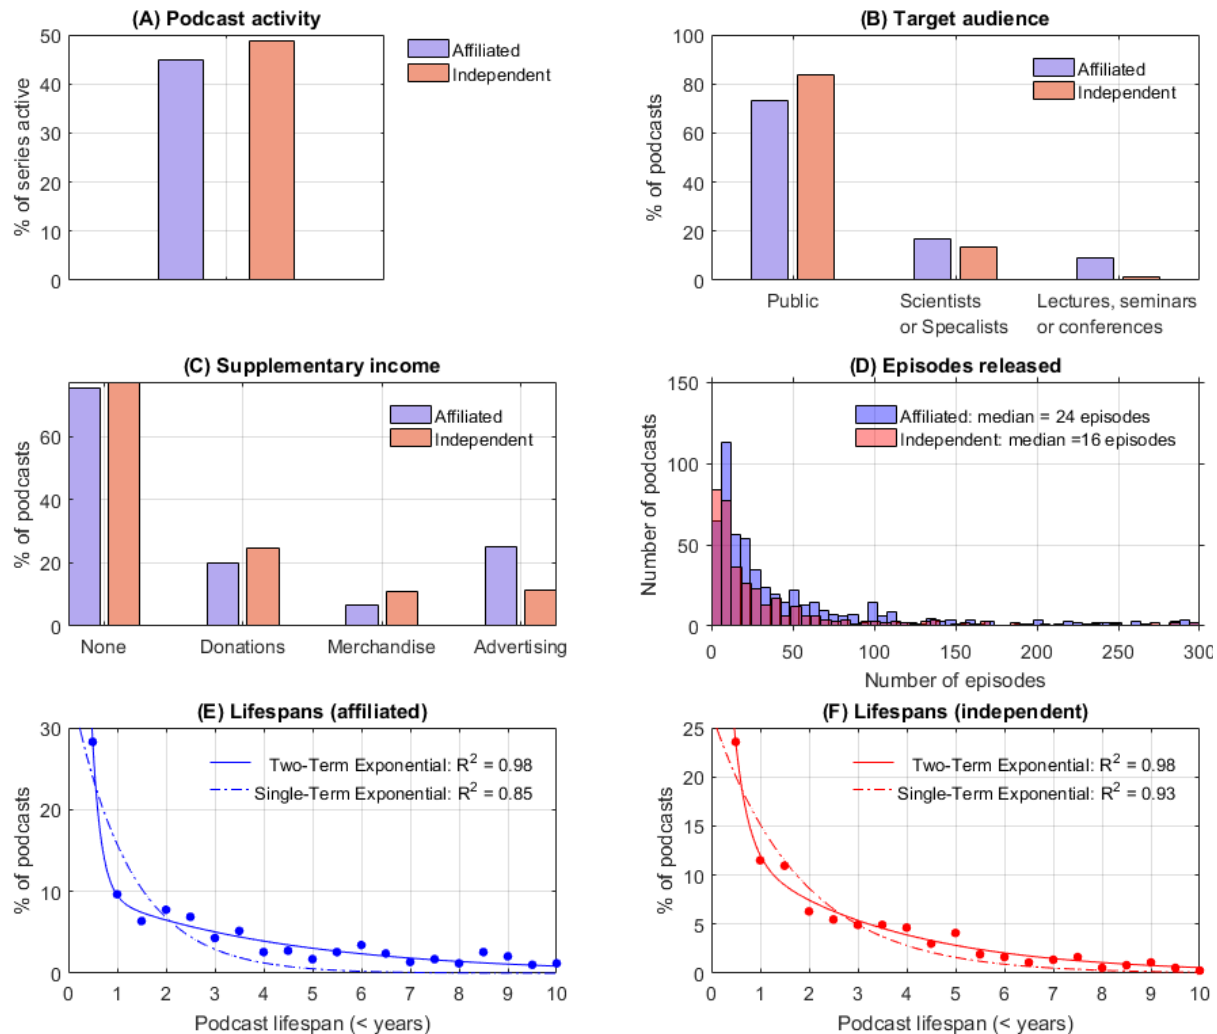 (A) Podcast activity
% of series active
50
40
30
20
10
0
Affiliated
Independent
(B) Target audience
% of podcasts
100
80
60
40
20
0
Affiliated
Independent
Public
Scientists
or Specalists
Lectures, seminars
or conferences
(C) Supplementary income
% of podcasts
60
40
20
0
Affiliated
Independent
None
Donations
Merchandise
Advertising
(D) Episodes released
Number of podcasts
150
100
50
0
Affiliated: median = 24 episodes
Independent: median =16 episodes
0 50 100 150 200 250 300
Number of episodes
(E) Lifespans (affiliated)
% of podcasts
30
20
10
0
Two-Term Exponential: R² = 0.98
Single-Term Exponential: R² = 0.85
0 1 2 3 4 5 6 7 8 9 10
Podcast lifespan (< years)
(F) Lifespans (independent)
% of podcasts
25
20
15
10
5
0
Two-Term Exponential: R² = 0.98
Single-Term Exponential: R² = 0.93
0 1 2 3 4 5 6 7 8 9 10
Podcast lifespan (< years)